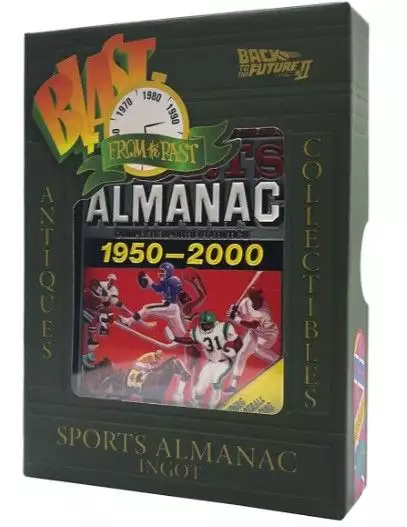 BACK
TO THE
FUTURE II
BLAST
1970
1980
1990
FROM THE PAST
ALMANAC
COMPLETE SPORTS STATISTICS
1950-2000
31
ANTIQUES
COLLECTIBLES
SPORTS ALMANAC
INGOT